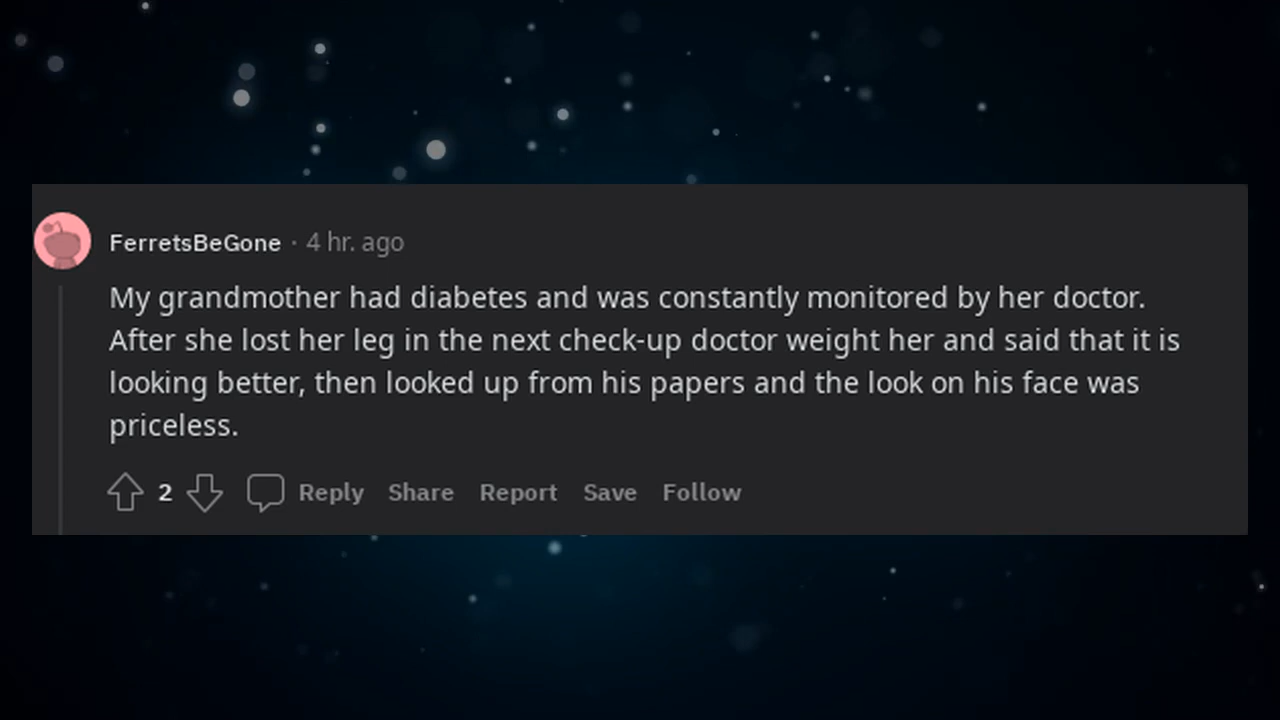 FerretsBeGone · 4 hr. ago
My grandmother had diabetes and was constantly monitored by her doctor.
After she lost her leg in the next check-up doctor weight her and said that it is
looking better, then looked up from his papers and the look on his face was
priceless.
2 Reply Share Report Save Follow